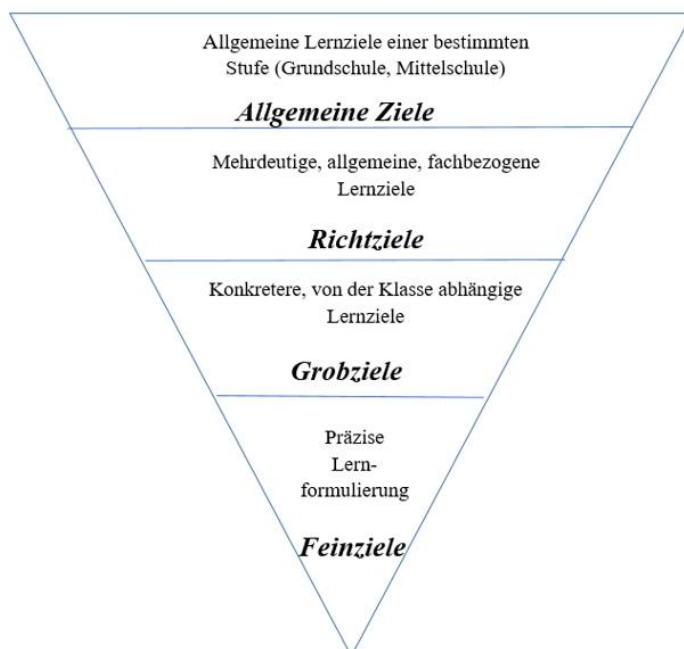 Allgemeine Lernziele einer bestimmten
Stufe (Grundschule, Mittelschule)
Allgemeine Ziele
Mehrdeutige, allgemeine, fachbezogene
Lernziele
Richtziele
Konkretere, von der Klasse abhängige
Lernziele
Grobziele
Präzise
Lern-
formulierung
Feinziele